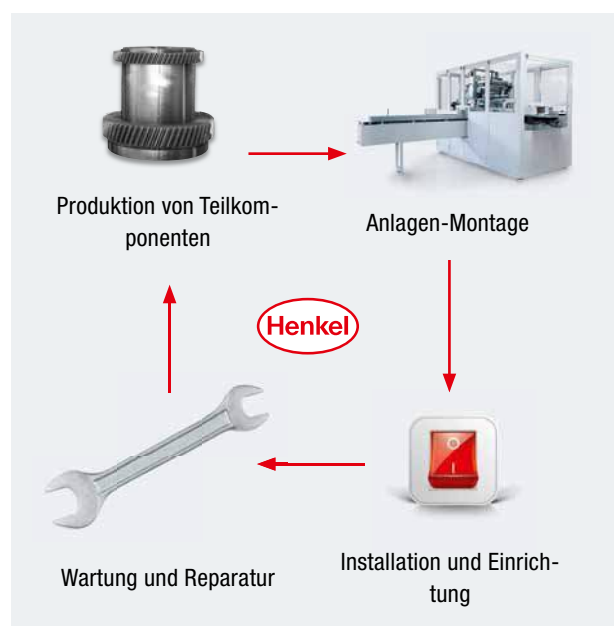 Produktion von Teilkom-
ponenten
Anlagen-Montage
Henkel
Wartung und Reparatur
Installation und Einrich-
tung